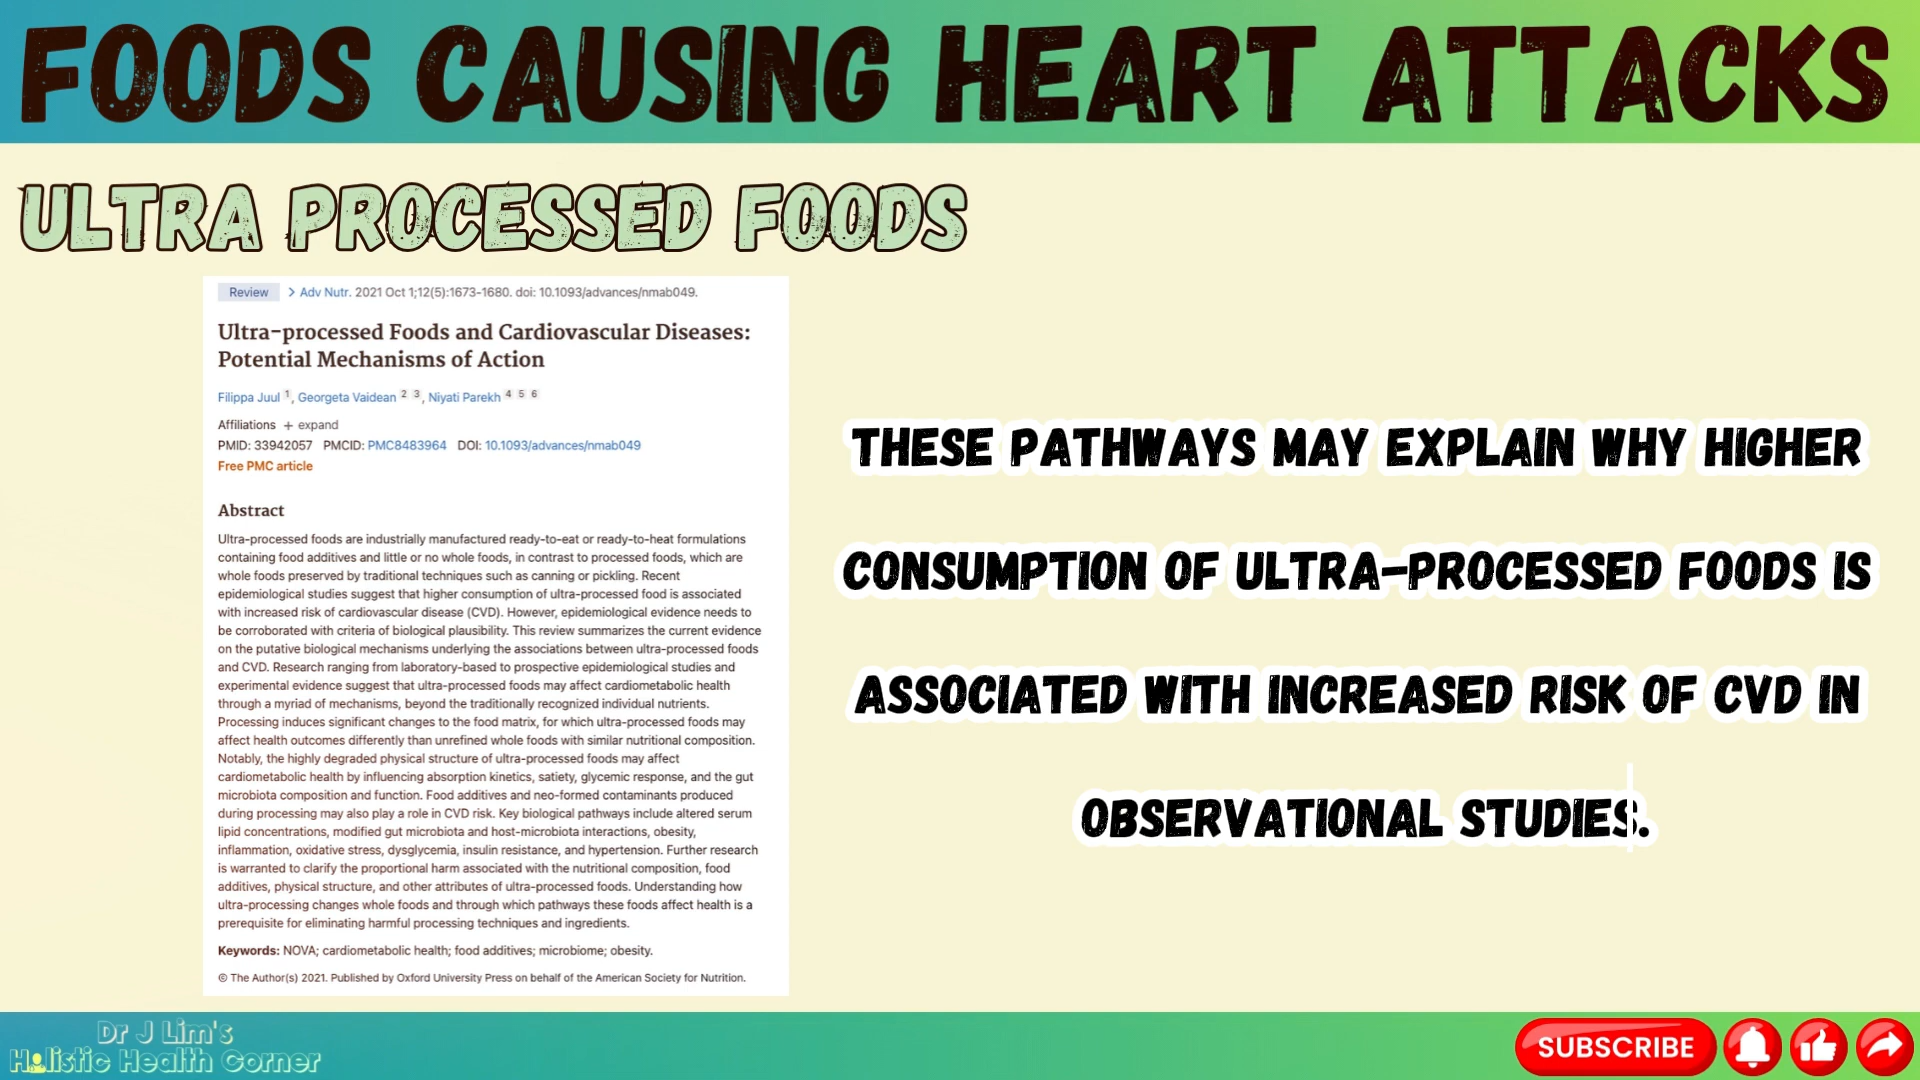 FOODS CAUSING HEART ATTACKS
ULTRA PROCESSED FOODS
Review > Adv Nutr. 2021 Oct 1;12(5):1673-1680. doi: 10.1093/advances/nmab049.
Ultra-processed Foods and Cardiovascular Diseases:
Potential Mechanisms of Action
Filippa Juul 1, Georgeta Vaidean 2 3, Niyati Parekh 4 5 6
Affiliations + expand
PMID: 33942057 PMCID: PMC8483964 DOI: 10.1093/advances/nmab049
Free PMC article
Abstract
Ultra-processed foods are industrially manufactured ready-to-eat or ready-to-heat formulations
containing food additives and little or no whole foods, in contrast to processed foods, which are
whole foods preserved by traditional techniques such as canning or pickling. Recent
epidemiological studies suggest that higher consumption of ultra-processed food is associated
with increased risk of cardiovascular disease (CVD). However, epidemiological evidence needs to
be corroborated with criteria of biological plausibility. This review summarizes the current evidence
on the putative biological mechanisms underlying the associations between ultra-processed foods
and CVD. Research ranging from laboratory-based to prospective epidemiological studies and
experimental evidence suggest that ultra-processed foods may affect cardiometabolic health
through a myriad of mechanisms, beyond the traditionally recognized individual nutrients.
Processing induces significant changes to the food matrix, for which ultra-processed foods may
affect health outcomes differently than unrefined whole foods with similar nutritional composition.
Notably, the highly degraded physical structure of ultra-processed foods may affect
cardiometabolic health by influencing absorption kinetics, satiety, glycemic response, and the gut
microbiota composition and function. Food additives and neo-formed contaminants produced
during processing may also play a role in CVD risk. Key biological pathways include altered serum
lipid concentrations, modified gut microbiota and host-microbiota interactions, obesity,
inflammation, oxidative stress, dysglycemia, insulin resistance, and hypertension. Further research
is warranted to clarify the proportional harm associated with the nutritional composition, food
additives, physical structure, and other attributes of ultra-processed foods. Understanding how
ultra-processing changes whole foods and through which pathways these foods affect health is a
prerequisite for eliminating harmful processing techniques and ingredients.
Keywords: NOVA; cardiometabolic health; food additives; microbiome; obesity.
© The Author(s) 2021. Published by Oxford University Press on behalf of the American Society for Nutrition.
THESE PATHWAYS MAY EXPLAIN WHY HIGHER
CONSUMPTION OF ULTRA-PROCESSED FOODS IS
ASSOCIATED WITH INCREASED RISK OF CVD IN
OBSERVATIONAL STUDIES.
Dr J Lim's
Holistic Health Corner
SUBSCRIBE